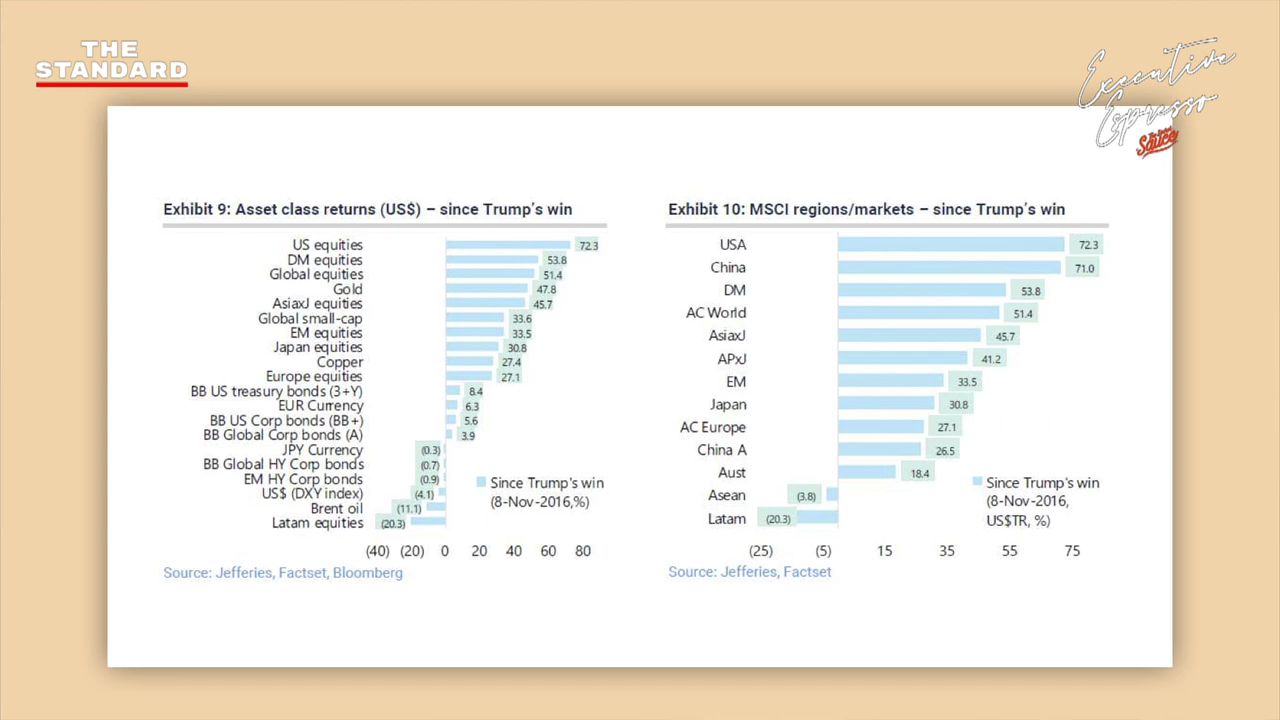 THE
STANDARD
Executive
Espresso
The Secret
Sauce
Exhibit 9: Asset class returns (US$) – since Trump's win
US equities 72.3
DM equities 53.8
Global equities 51.4
Gold 47.8
AsiaxJ equities 45.7
Global small-cap 33.6
EM equities 33.5
Japan equities 30.8
Copper 27.4
Europe equities 27.1
BB US treasury bonds (3+Y) 8.4
EUR Currency 6.3
BB US Corp bonds (BB+) 5.6
BB Global Corp bonds (A) 3.9
JPY Currency (0.3)
BB Global HY Corp bonds (0.7)
EM HY Corp bonds (0.9)
US$ (DXY index) (4.1)
Brent oil (11.1)
Latam equities (20.3)
Since Trump's win
(8-Nov-2016,%)
(40) (20) 0 20 40 60 80
Source: Jefferies, Factset, Bloomberg
Exhibit 10: MSCI regions/markets – since Trump's win
USA 72.3
China 71.0
DM 53.8
AC World 51.4
AsiaxJ 45.7
APxJ 41.2
EM 33.5
Japan 30.8
AC Europe 27.1
China A 26.5
Aust 18.4
Asean (3.8)
Latam (20.3)
Since Trump's win
(8-Nov-2016,
US$TR, %)
(25) (5) 15 35 55 75
Source: Jefferies, Factset